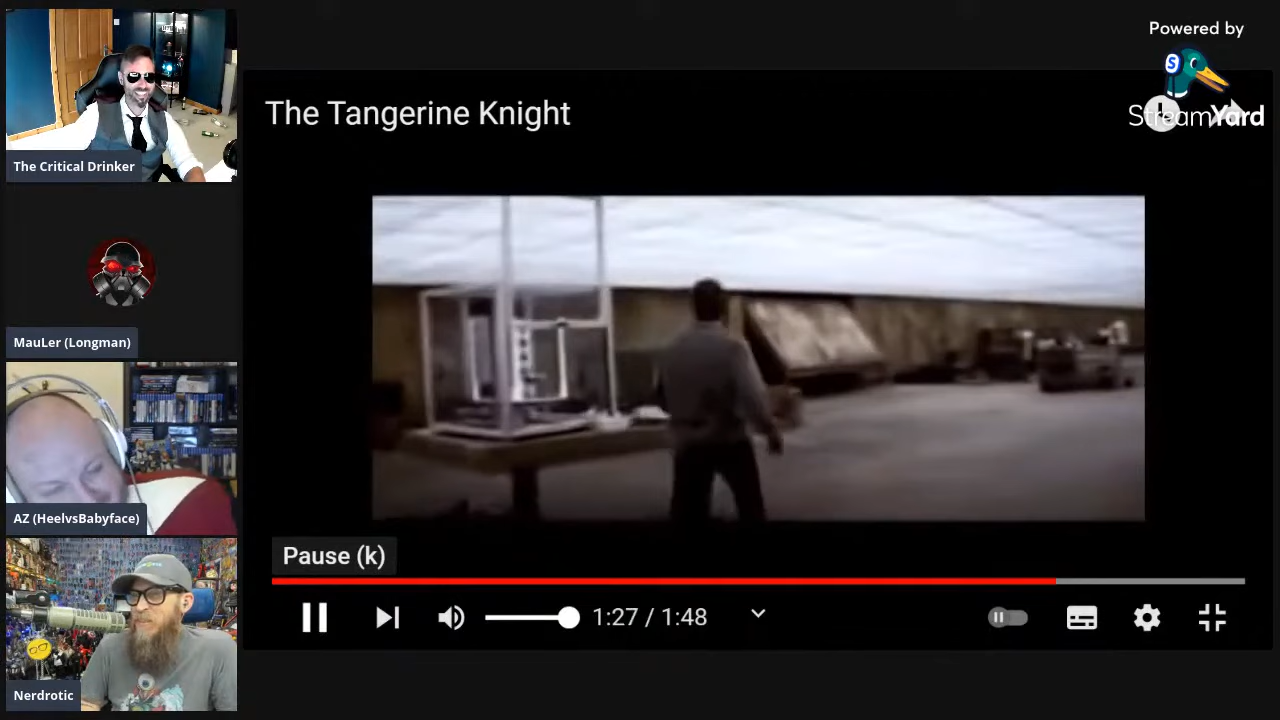 Powered by
S
StreamYard
The Tangerine Knight
The Critical Drinker
MauLer (Longman)
AZ (HeelvsBabyface)
Nerdrotic
Pause (k)
1:27 / 1:48